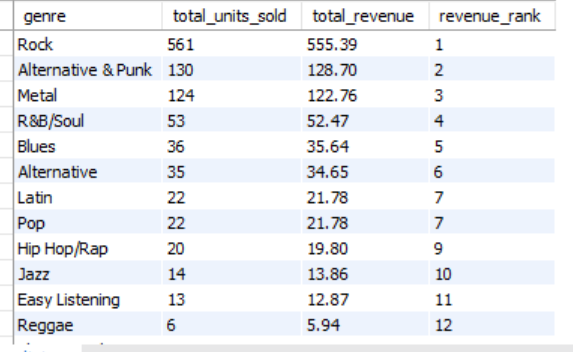 genre total_units_sold total_revenue revenue_rank
Rock 561 555.39 1
Alternative & Punk 130 128.70 2
Metal 124 122.76 3
R&B/Soul 53 52.47 4
Blues 36 35.64 5
Alternative 35 34.65 6
Latin 22 21.78 7
Pop 22 21.78 7
Hip Hop/Rap 20 19.80 9
Jazz 14 13.86 10
Easy Listening 13 12.87 11
Reggae 6 5.94 12